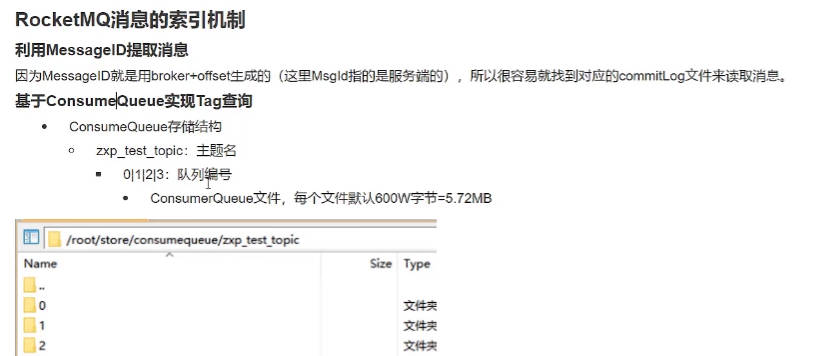 RocketMQ消息的索引机制
利用MessageID提取消息
因为MessageID就是用broker+offset生成的（这里MsgId指的是服务端的），所以很容易就找到对应的commitLog文件来读取消息。
基于ConsumeQueue实现Tag查询
ConsumeQueue存储结构
zxp_test_topic：主题名
0|1|2|3：队列编号
ConsumerQueue文件，每个文件默认600W字节=5.72MB
/root/store/consumequeue/zxp_test_topic
Name Size Type
..
0 文件夹
1 文件夹
2 文件夹